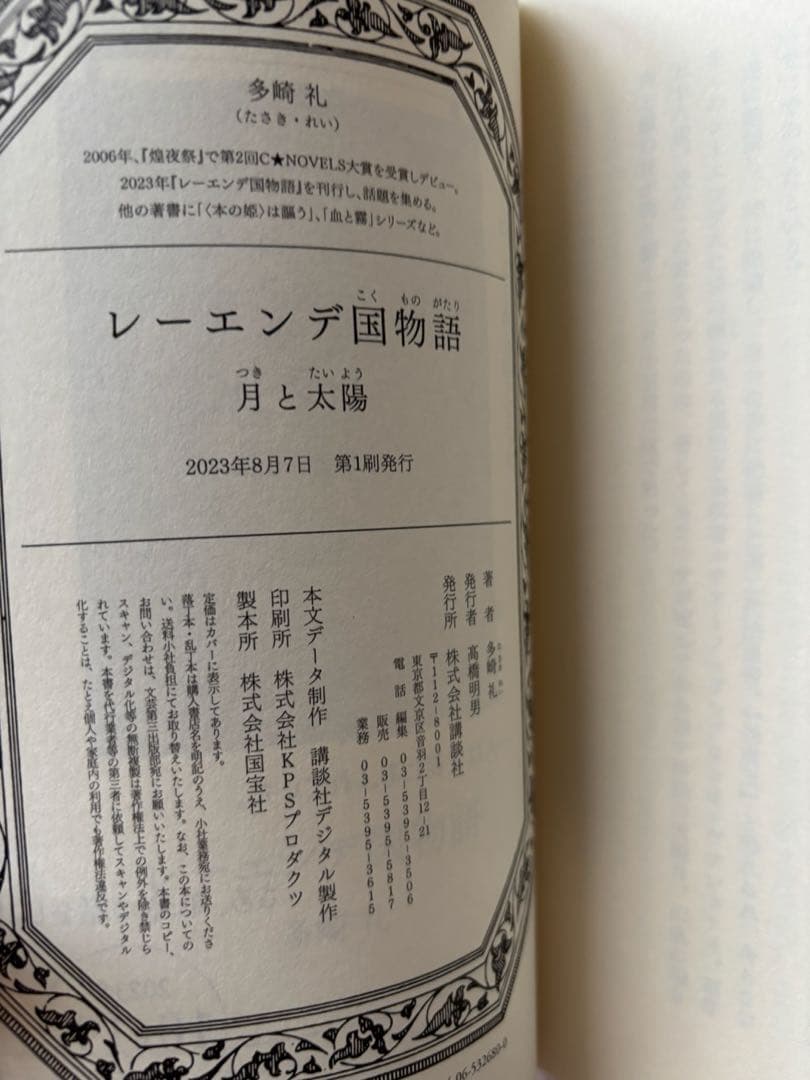 多崎 礼
(たさき・れい)
2006年、『煌夜祭』で第2回C★NOVELS大賞を受賞しデビュー。
2023年『レーエンデ国物語』を刊行し、話題を集める。
他の著書に「〈本の姫〉は謳う」、「血と霧」シリーズなど。
こく もの がたり
レーエンデ国物語
つき たい よう
月と太陽
2023年8月7日 第1刷発行
著 者 多崎 礼
発行者 髙橋明男
発行所 株式会社講談社
〒112-8001
東京都文京区音羽2丁目12-21
電 話 編集 03-5395-3506
販売 03-5395-5817
業務 03-5395-3615
本文データ制作 講談社デジタル製作
印刷所 株式会社KPSプロダクツ
製本所 株式会社国宝社
定価はカバーに表示してあります。
落丁本・乱丁本は購入書店名を明記のうえ、小社業務宛にお送りくださ
い。送料小社負担にてお取り替えいたします。なお、この本についての
お問い合わせは、文芸第三出版部宛にお願いいたします。本書のコピー、
スキャン、デジタル化等の無断複製は著作権法上での例外を除き禁じら
れています。本書を代行業者等の第三者に依頼してスキャンやデジタル
化することは、たとえ個人や家庭内の利用でも著作権法違反です。
-06-532680-0